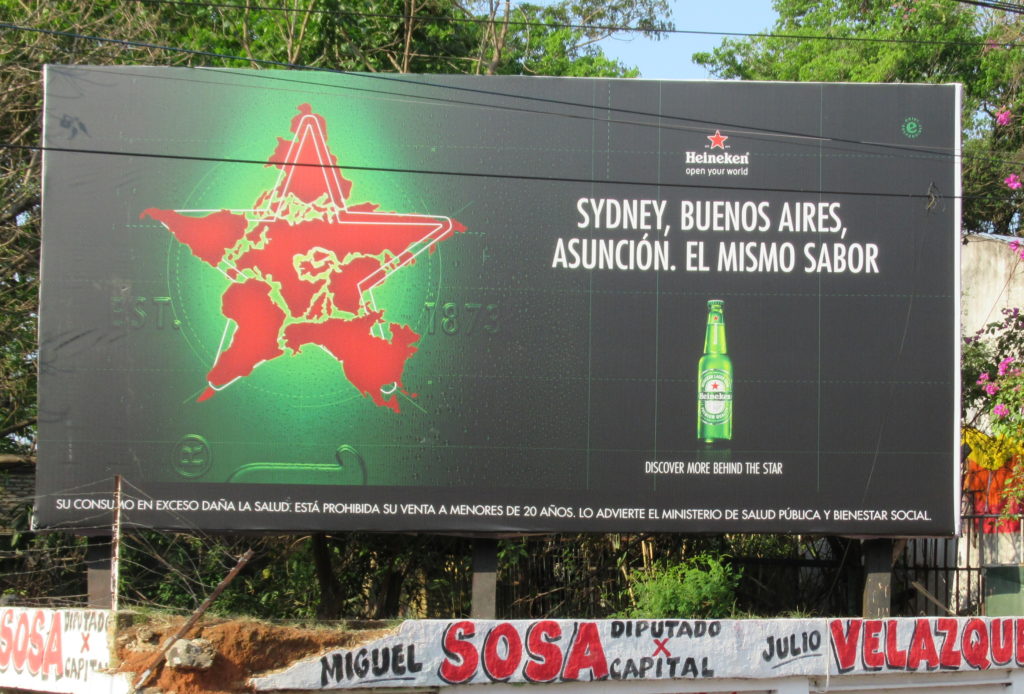 Heineken
open your world
SYDNEY, BUENOS AIRES,
ASUNCIÓN. EL MISMO SABOR
EST. 1873
Heineken
®
DISCOVER MORE BEHIND THE STAR
SU CONSUMO EN EXCESO DAÑA LA SALUD. ESTÁ PROHIBIDA SU VENTA A MENORES DE 20 AÑOS. LO ADVIERTE EL MINISTERIO DE SALUD PÚBLICA Y BIENESTAR SOCIAL.
SOSA DIPUTADO
X
CAPITAL
MIGUEL SOSA DIPUTADO
X
CAPITAL
JULIO VELAZQUE